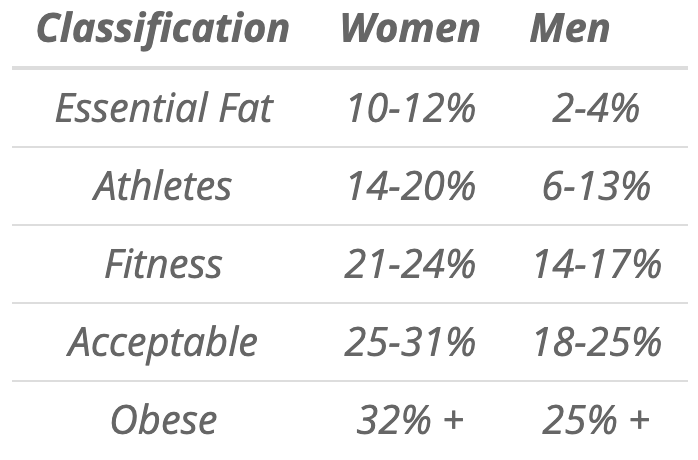 Classification Women Men
Essential Fat 10-12% 2-4%
Athletes 14-20% 6-13%
Fitness 21-24% 14-17%
Acceptable 25-31% 18-25%
Obese 32% + 25% +